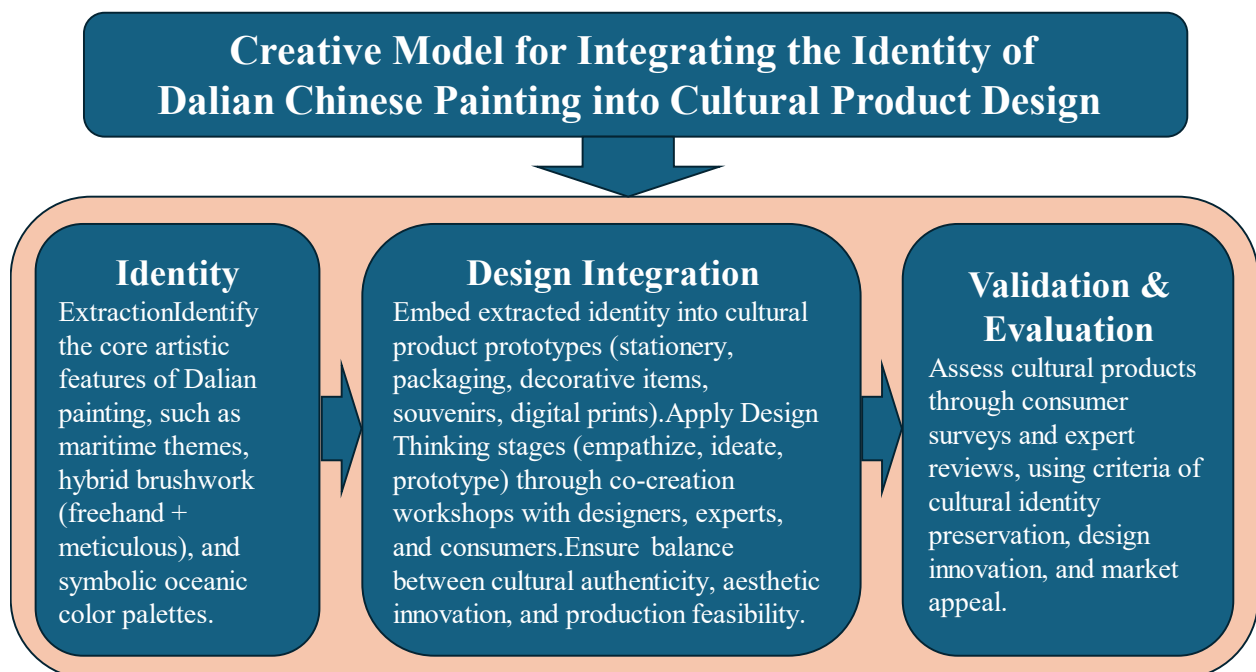 Creative Model for Integrating the Identity of
Dalian Chinese Painting into Cultural Product Design
Identity
ExtractionIdentify
the core artistic
features of Dalian
painting, such as
maritime themes,
hybrid brushwork
(freehand +
meticulous), and
symbolic oceanic
color palettes.
Design Integration
Embed extracted identity into cultural
product prototypes (stationery,
packaging, decorative items,
souvenirs, digital prints).Apply Design
Thinking stages (empathize, ideate,
prototype) through co-creation
workshops with designers, experts,
and consumers.Ensure balance
between cultural authenticity, aesthetic
innovation, and production feasibility.
Validation &
Evaluation
Assess cultural products
through consumer
surveys and expert
reviews, using criteria of
cultural identity
preservation, design
innovation, and market
appeal.